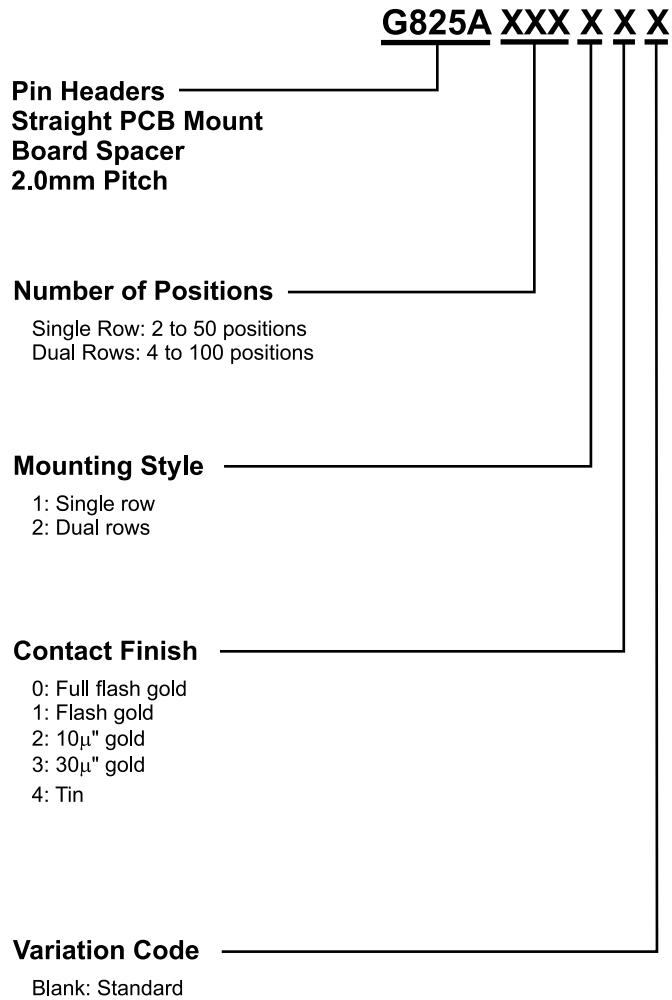 G825A XXX X X X
Pin Headers
Straight PCB Mount
Board Spacer
2.0mm Pitch
Number of Positions
Single Row: 2 to 50 positions
Dual Rows: 4 to 100 positions
Mounting Style
1: Single row
2: Dual rows
Contact Finish
0: Full flash gold
1: Flash gold
2: 10μ" gold
3: 30μ" gold
4: Tin
Variation Code
Blank: Standard